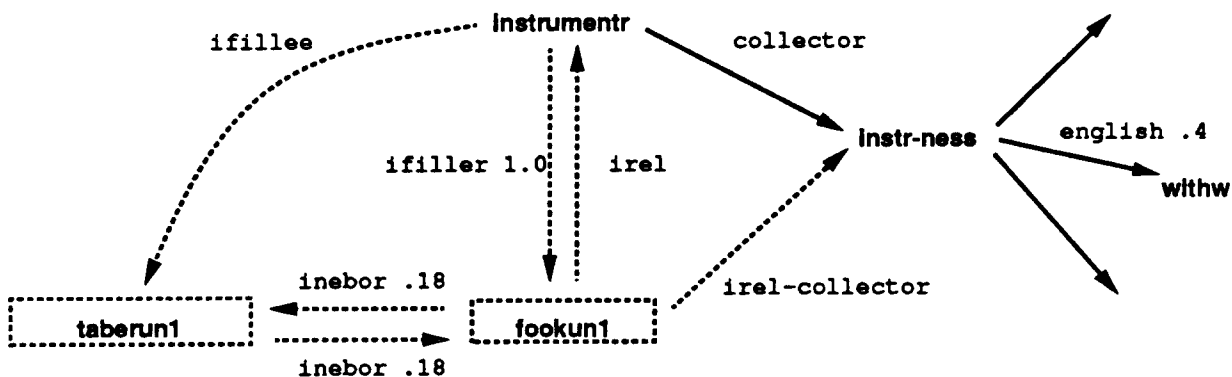 instrumentr
ifillee
collector
instr-ness
english .4
withw
ifiller 1.0
irel
inebor .18
irel-collector
taberun1
fookun1
inebor .18